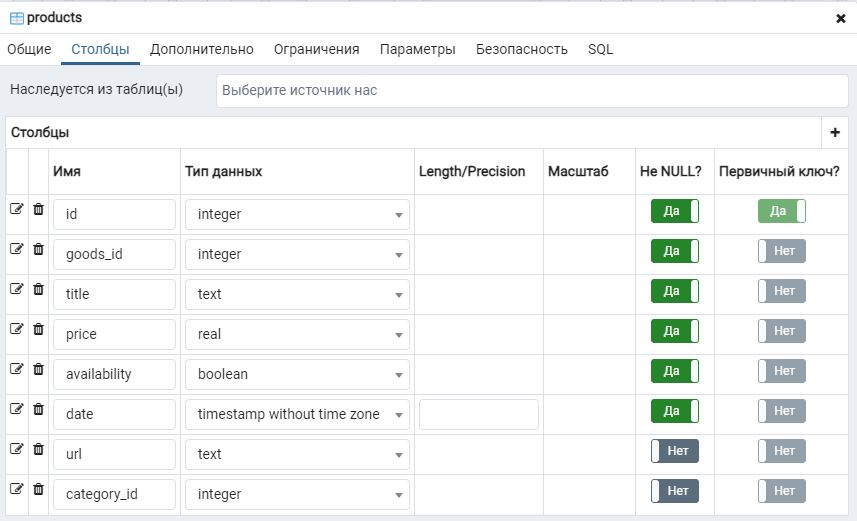 products
Общие Столбцы Дополнительно Ограничения Параметры Безопасность SQL
Наследуется из таблиц(ы) Выберите источник нас
Столбцы
Имя Тип данных Length/Precision Масштаб Не NULL? Первичный ключ?
id integer Да Да
goods_id integer Да Нет
title text Да Нет
price real Да Нет
availability boolean Да Нет
date timestamp without time zone Да Нет
url text Нет Нет
category_id integer Нет Нет